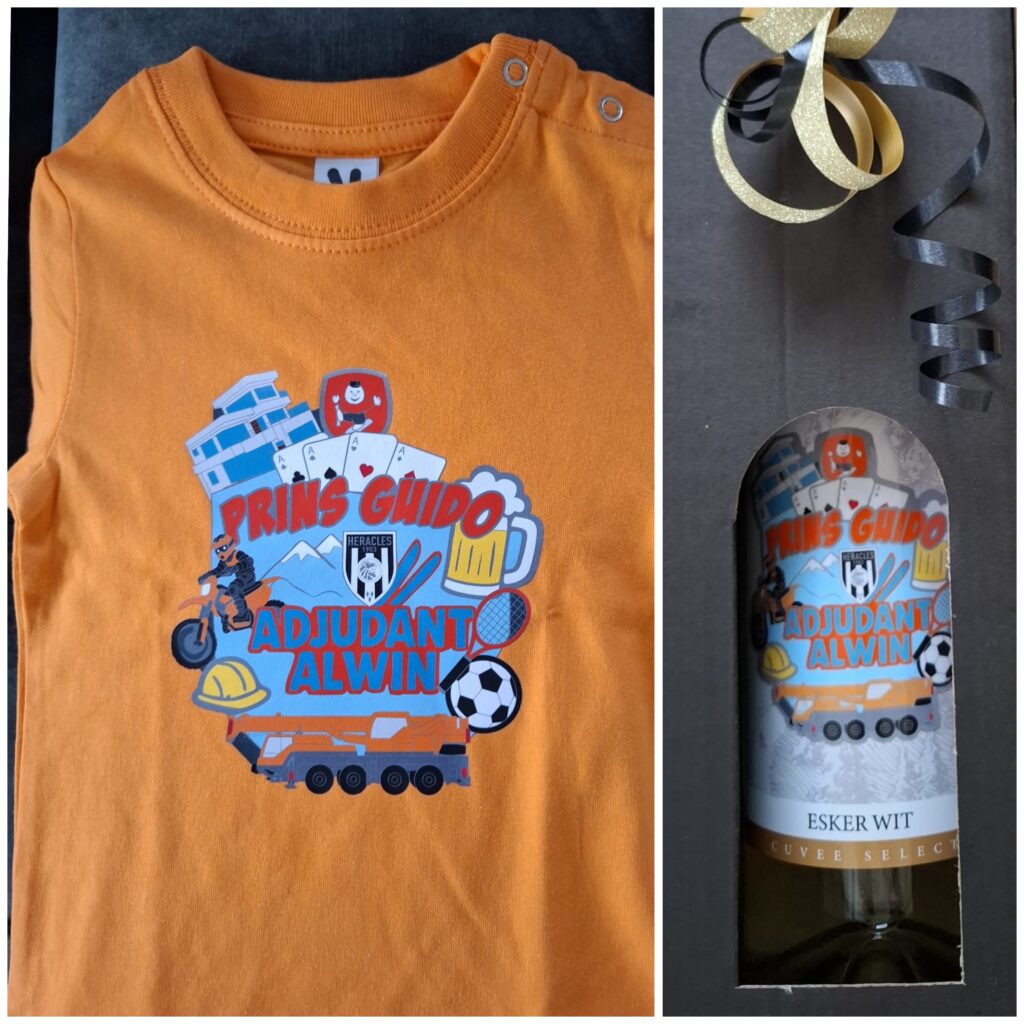 A A A A
PRINS GUIDO
HERACLES
1903
ADJUDANT
ALWIN
A A A A
PRINS GUIDO
HERACLES
ADJUDANT
ALWIN
ESKER WIT
CUVEE SELECT